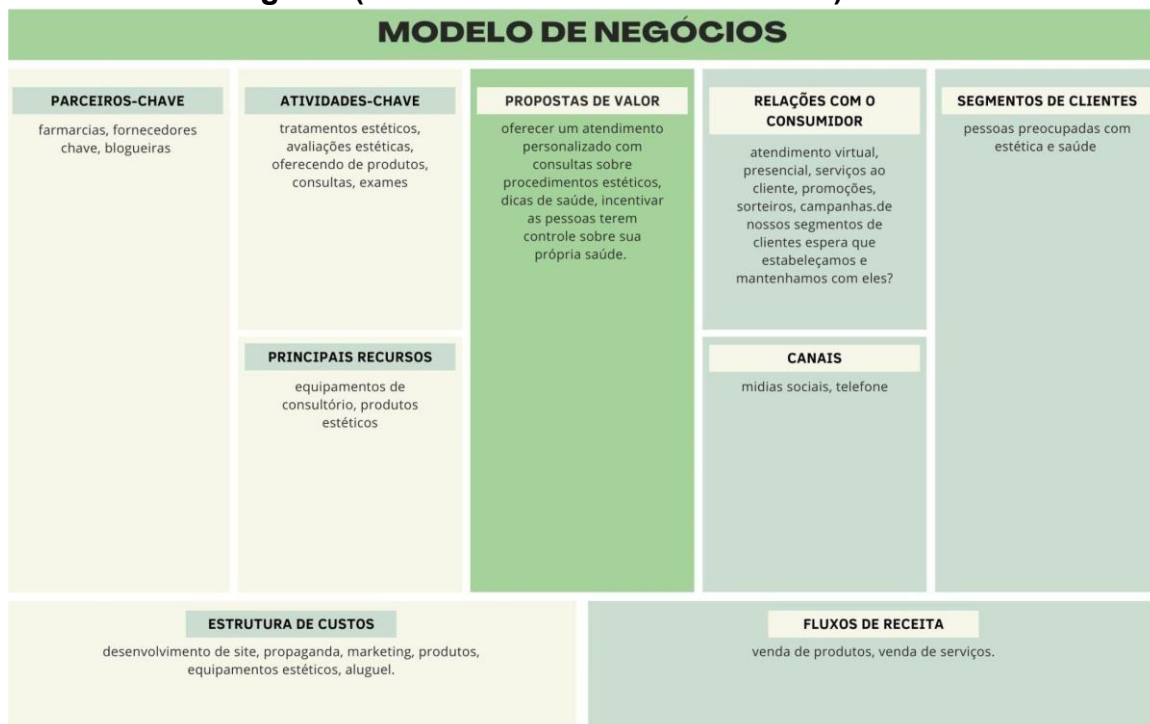 MODELO DE NEGÓCIOS
PARCEIROS-CHAVE
farmarcias, fornecedores
chave, blogueiras
ATIVIDADES-CHAVE
tratamentos estéticos,
avaliações estéticas,
oferecendo de produtos,
consultas, exames
PRINCIPAIS RECURSOS
equipamentos de
consultório, produtos
estéticos
PROPOSTAS DE VALOR
oferecer um atendimento
personalizado com
consultas sobre
procedimentos estéticos,
dicas de saúde, incentivar
as pessoas terem
controle sobre sua
própria saúde.
RELAÇÕES COM O
CONSUMIDOR
atendimento virtual,
presencial, serviços ao
cliente, promoções,
sorteiros, campanhas.de
nossos segmentos de
clientes espera que
estabeleçamos e
mantenhamos com eles?
CANAIS
midias sociais, telefone
SEGMENTOS DE CLIENTES
pessoas preocupadas com
estética e saúde
ESTRUTURA DE CUSTOS
desenvolvimento de site, propaganda, marketing, produtos,
equipamentos estéticos, aluguel.
FLUXOS DE RECEITA
venda de produtos, venda de serviços.